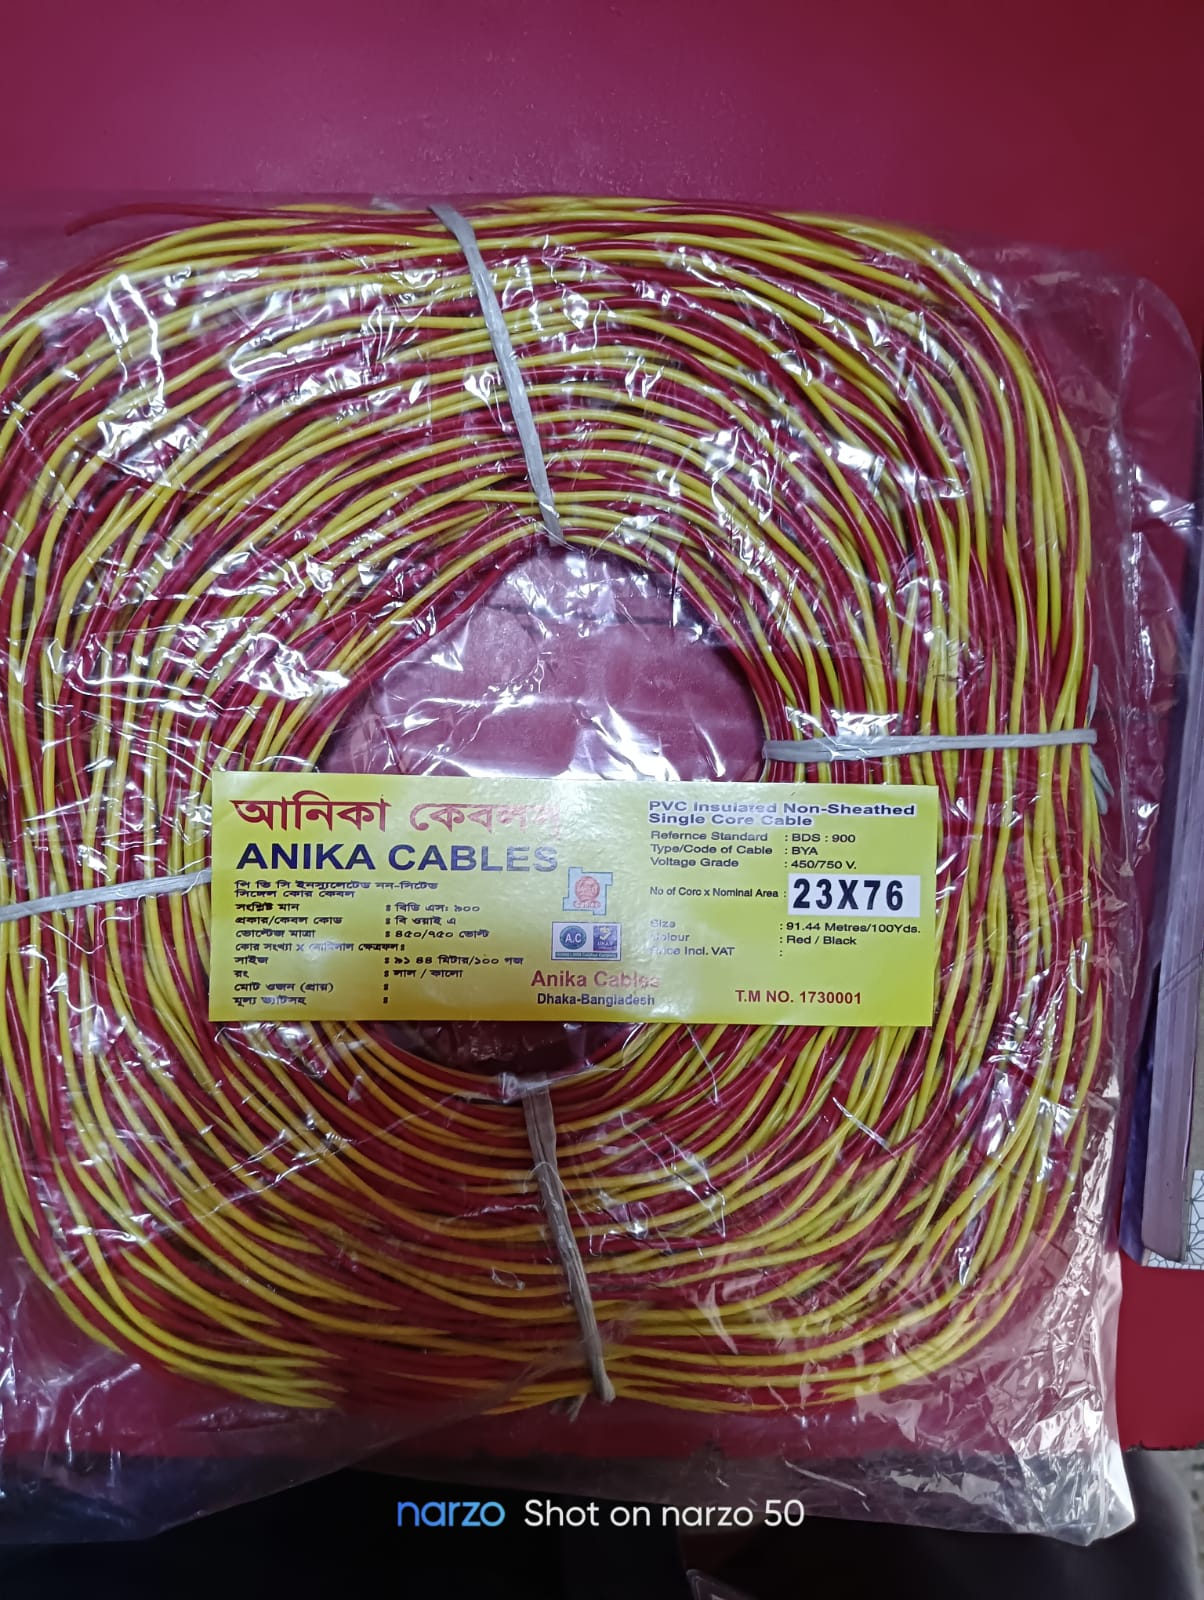 আনিকা কেবলস্
ANIKA CABLES
পি ভি সি ইনস্যুলেটেড নন-সিটেড
সিঙ্গেল কোর কেবল
সংশ্লিষ্ট মান : বিডি এস: ৯০০
প্রকার/কেবল কোড : বি ওয়াই এ
ভোল্টেজ মাত্রা : ৪৫০/৭৫০ ভোল্ট
কোর সংখ্যা x নোমিনাল ক্ষেত্রফল:
সাইজ : ৯১ ৪৪ মিটার/১০০ গজ
রং : লাল / কালো
মোট ওজন (প্রায়) :
মূল্য ভ্যাটসহ :
A.C
Anika Cables
Dhaka-Bangladesh
PVC Insulated Non-Sheathed
Single Core Cable
Refernce Standard : BDS : 900
Type/Code of Cable : BYA
Voltage Grade : 450/750 V.
No of Core x Nominal Area : 23X76
Size : 91.44 Metres/100Yds.
Colour : Red / Black
Price Incl. VAT :
T.M NO. 1730001
narzo Shot on narzo 50